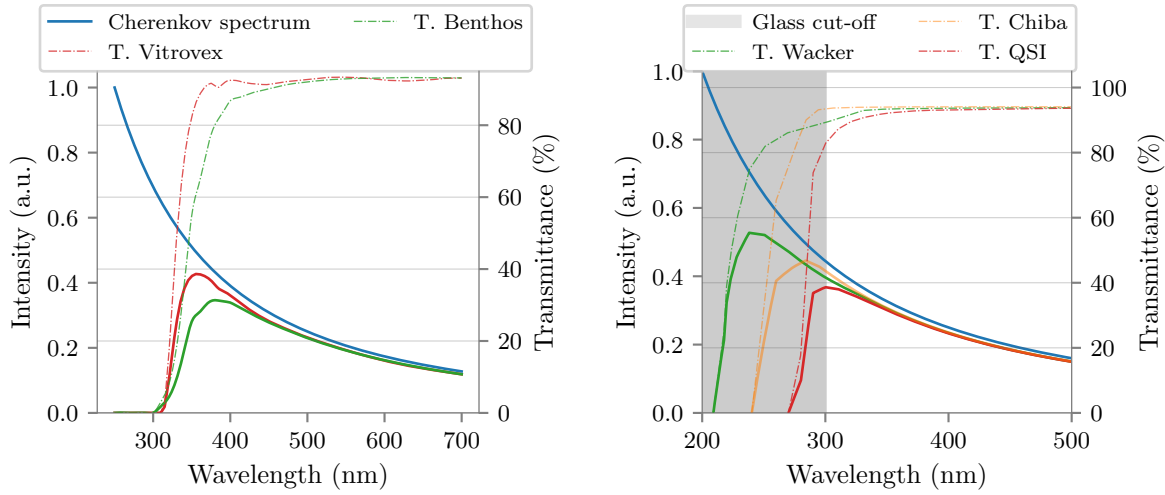 Cherenkov spectrum
T. Vitrovex
T. Benthos
1.0
0.8
0.6
0.4
0.2
0.0
Intensity (a.u.)
300 400 500 600 700
Wavelength (nm)
80
60
40
20
0
Transmittance (%)
Glass cut-off
T. Wacker
T. Chiba
T. QSI
1.0
0.8
0.6
0.4
0.2
0.0
Intensity (a.u.)
200 300 400 500
Wavelength (nm)
100
80
60
40
20
0
Transmittance (%)